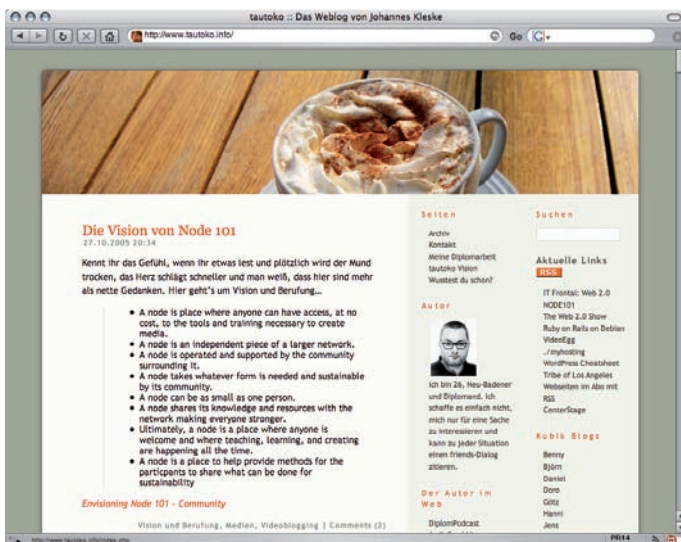 tautoko :: Das Weblog von Johannes Kleske
http://www.tautoko.info/
Go
Die Vision von Node 101
27.10.2005 20:34
Kennt ihr das Gefühl, wenn ihr etwas lest und plötzlich wird der Mund
trocken, das Herz schlägt schneller und man weiß, dass hier sind mehr
als nette Gedanken. Hier geht's um Vision und Berufung...
• A node is place where anyone can have access, at no
cost, to the tools and training necessary to create
media.
• A node is an independent piece of a larger network.
• A node is operated and supported by the community
surrounding it.
• A node takes whatever form is needed and sustainable
by its community.
• A node can be as small as one person.
• A node shares its knowledge and resources with the
network making everyone stronger.
• Ultimately, a node is a place where anyone is
welcome and where teaching, learning, and creating
are happening all the time.
• A node is a place to help provide methods for the
particpants to share what can be done for
sustainability
Envisioning Node 101 - Community
Vision und Berufung, Medien, Videoblogging | Comments (2)
Seiten
Archiv
Kontakt
Meine Diplomarbeit
tautoko Vision
Wusstest du schon?
Autor
Ich bin 26, Neu-Badener
und Diplomand. Ich
schaffe es einfach nicht,
mich nur für eine Sache
zu interessieren und
kann zu jeder Situation
einen friends-Dialog
zitieren.
Der Autor im
Web
DiplomPodcast
Suchen
Aktuelle Links
RSS
IT Frontal: Web 2.0
NODE101
The Web 2.0 Show
Ruby on Rails on Debian
VideoEgg
./myhosting
WordPress Cheatsheet
Tribe of Los Angeles
Webseiten im Abo mit
RSS
CenterStage
Kubik Blogs
Benny
Björn
Daniel
Doro
Götz
Hanni
Jens
http://www.tautoko.info/index.php
PR14